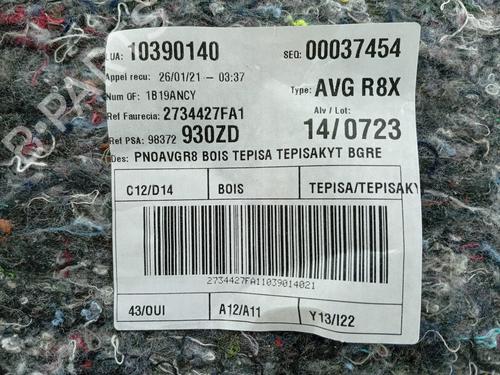 LUA: 10390140 SEQ: 00037454
Appel recu: 26/01/21 - 03:37 Type: AVG R8X
Num OF: 1B19ANCY Alv / Lot:
Ref Faurecia: 2734427FA1 14/0723
Ref PSA: 98372 930ZD
Des: PNOAVGR8 BOIS TEPISA TEPISAKYT BGRE
C12/D14 BOIS TEPISA/TEPISAKY
2734427FA11039014021
43/OUI A12/A11 Y13/I22